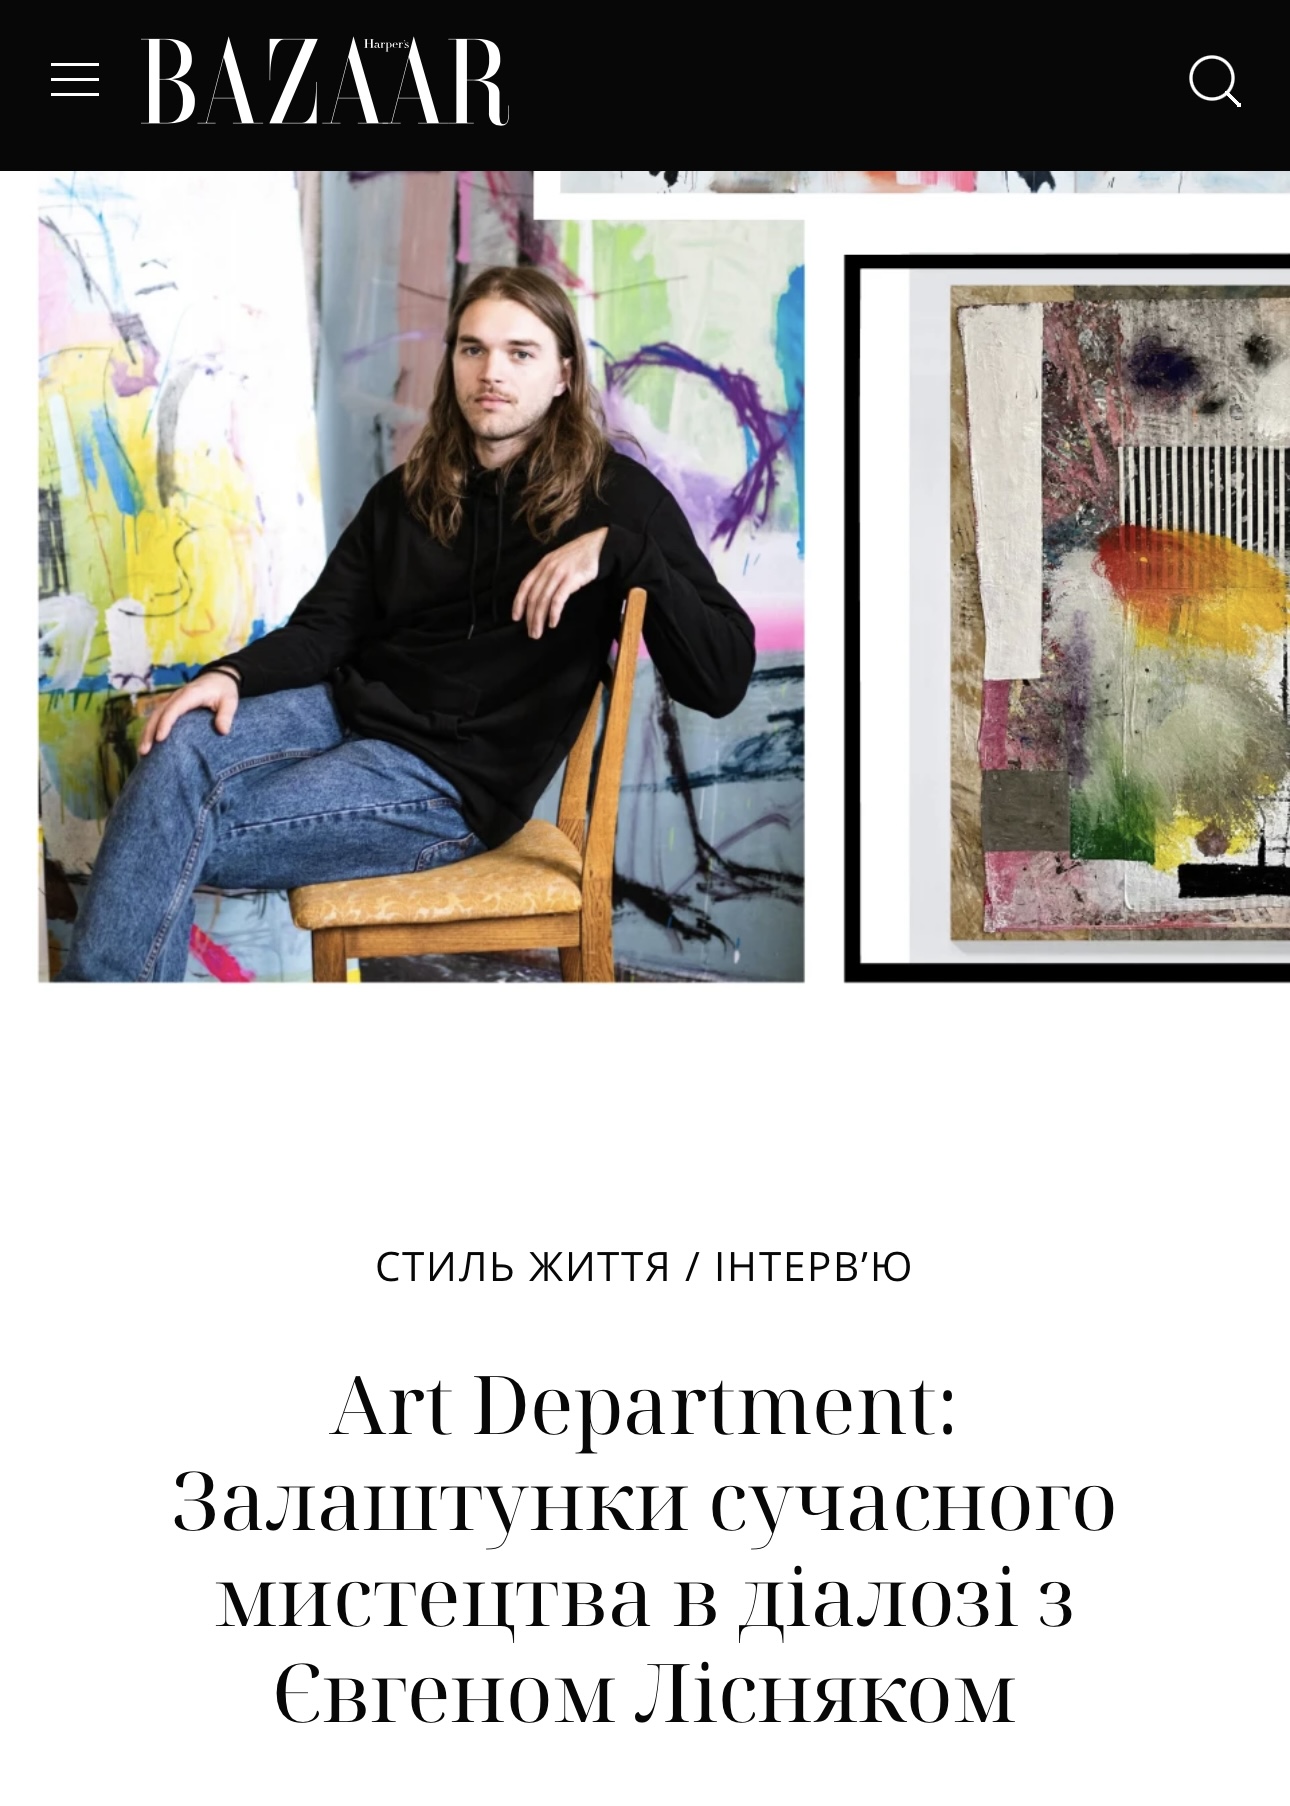 Harper's
BAZAAR
СТИЛЬ ЖИТТЯ / ІНТЕРВ’Ю
Art Department:
Залаштунки сучасного
мистецтва в діалозі з
Євгеном Лісняком